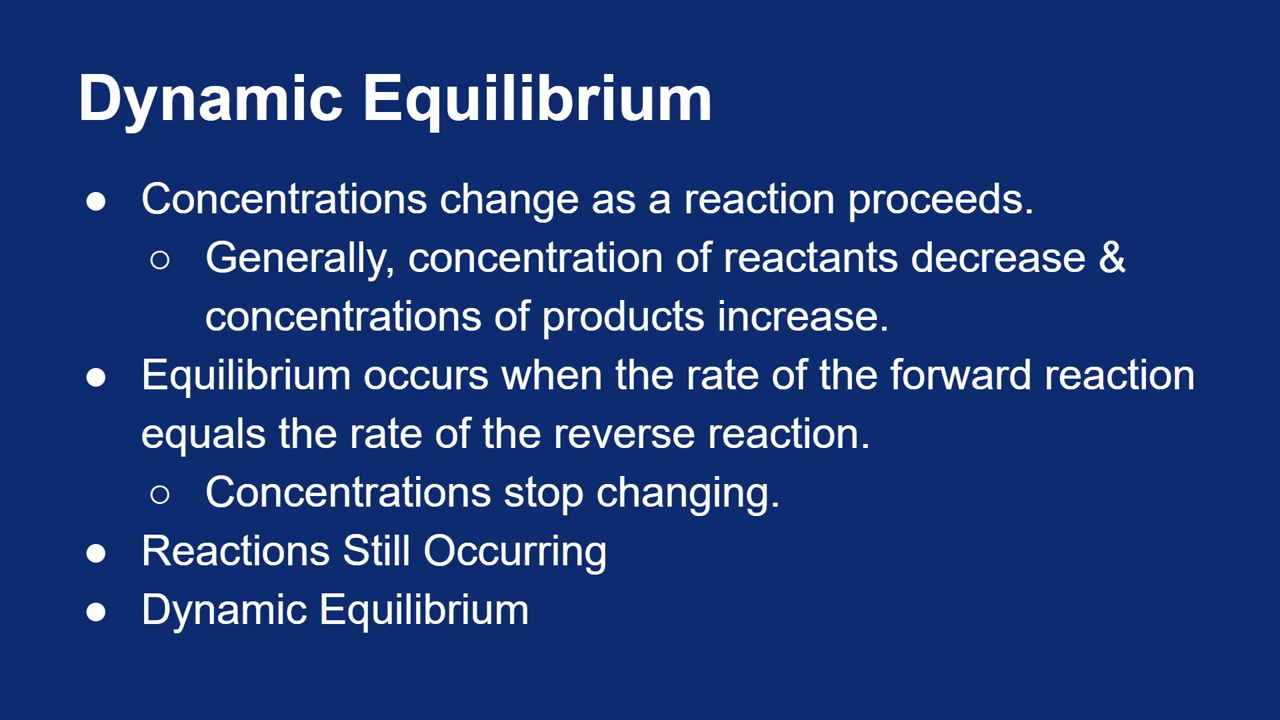 Dynamic Equilibrium
● Concentrations change as a reaction proceeds.
○ Generally, concentration of reactants decrease &
concentrations of products increase.
● Equilibrium occurs when the rate of the forward reaction
equals the rate of the reverse reaction.
○ Concentrations stop changing.
● Reactions Still Occurring
● Dynamic Equilibrium